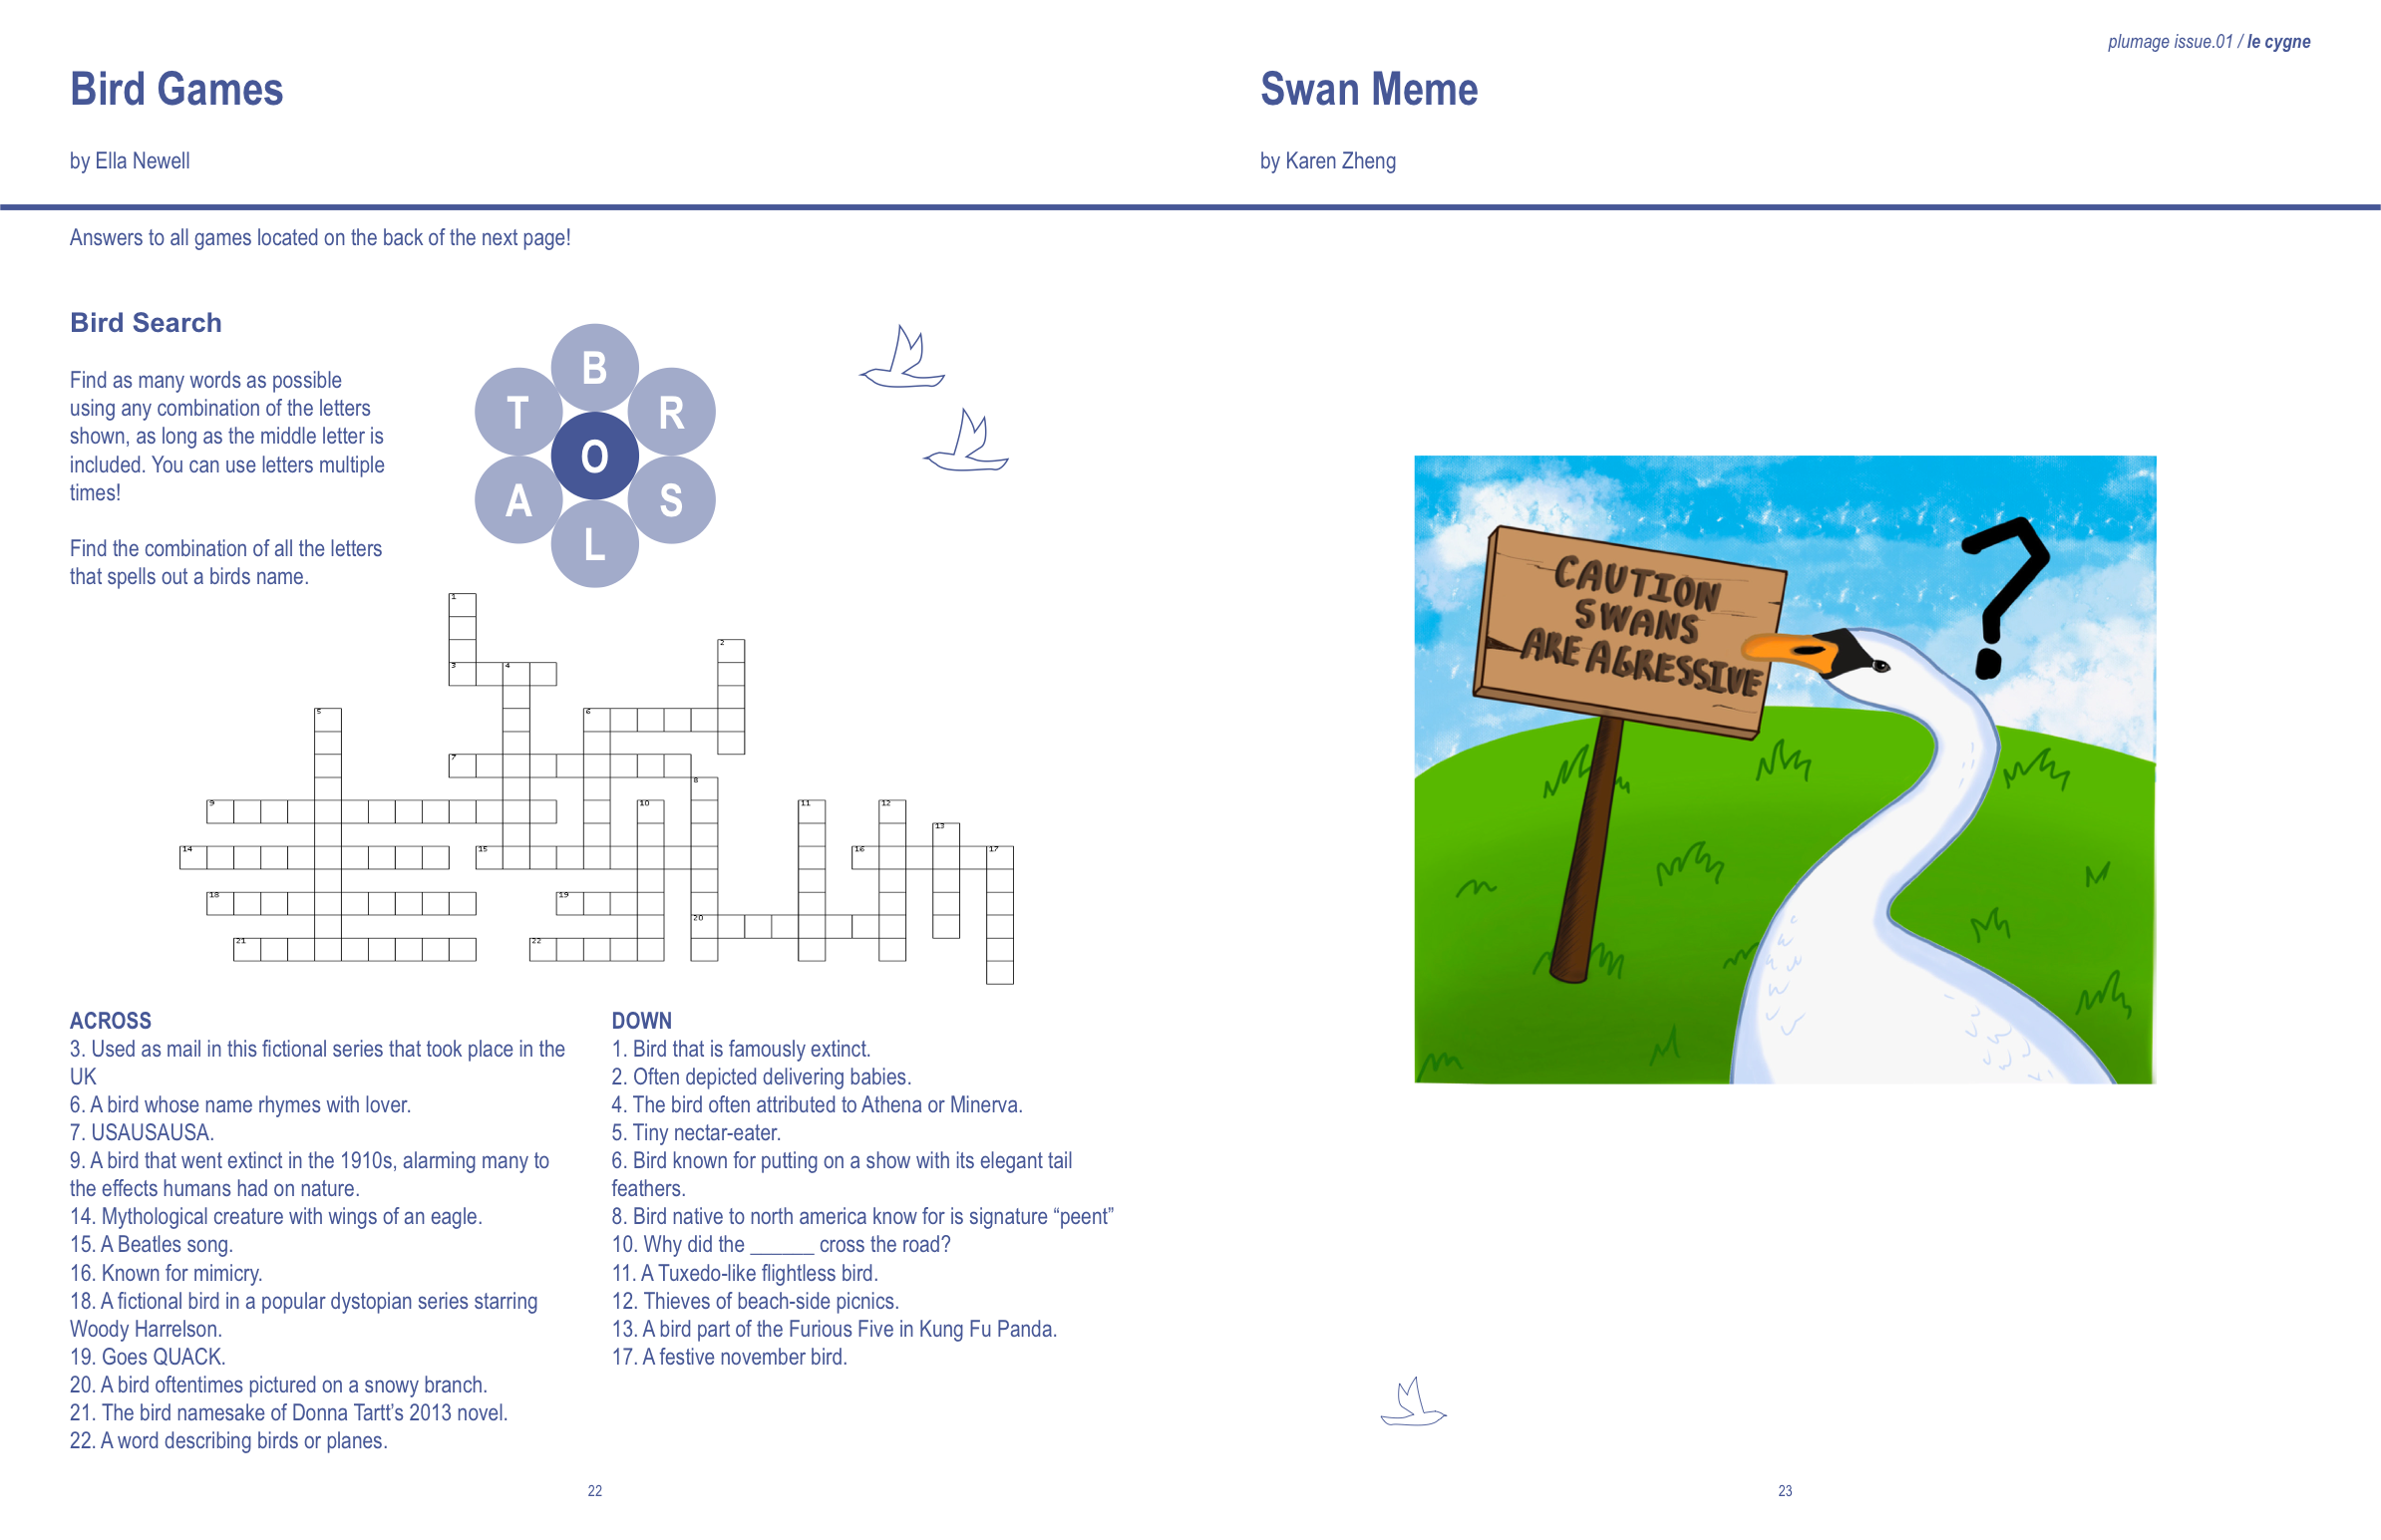 plumage issue.01 / le cygne
Bird Games
by Ella Newell
Answers to all games located on the back of the next page!
Bird Search
Find as many words as possible
using any combination of the letters
shown, as long as the middle letter is
included. You can use letters multiple
times!
Find the combination of all the letters
that spells out a birds name.
B
T
R
O
A
S
L
1
2
3 4
5
6
7
8
9 10 11 12
13
14 15 16 17
18 19
20
21 22
ACROSS
3. Used as mail in this fictional series that took place in the
UK
6. A bird whose name rhymes with lover.
7. USAUSAUSA.
9. A bird that went extinct in the 1910s, alarming many to
the effects humans had on nature.
14. Mythological creature with wings of an eagle.
15. A Beatles song.
16. Known for mimicry.
18. A fictional bird in a popular dystopian series starring
Woody Harrelson.
19. Goes QUACK.
20. A bird oftentimes pictured on a snowy branch.
21. The bird namesake of Donna Tartt's 2013 novel.
22. A word describing birds or planes.
DOWN
1. Bird that is famously extinct.
2. Often depicted delivering babies.
4. The bird often attributed to Athena or Minerva.
5. Tiny nectar-eater.
6. Bird known for putting on a show with its elegant tail
feathers.
8. Bird native to north america know for is signature “peent”
10. Why did the ______ cross the road?
11. A Tuxedo-like flightless bird.
12. Thieves of beach-side picnics.
13. A bird part of the Furious Five in Kung Fu Panda.
17. A festive november bird.
22
Swan Meme
by Karen Zheng
CAUTION
SWANS
ARE AGRESSIVE
?
23